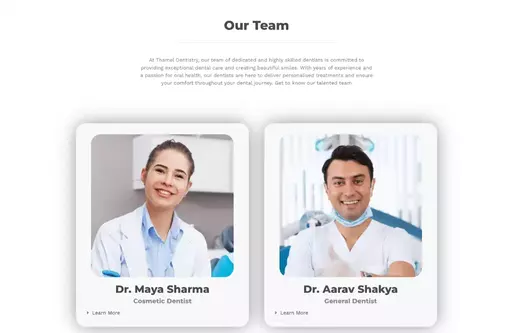 Our Team
At Thamel Dentistry, our team of dedicated and highly skilled dentists is committed to
providing exceptional dental care and creating beautiful smiles. With years of experience and
a passion for oral health, our dentists are here to deliver personalised treatments and ensure
your comfort throughout your dental journey. Get to know our talented team
Dr. Maya Sharma
Cosmetic Dentist
Learn More
Dr. Aarav Shakya
General Dentist
Learn More